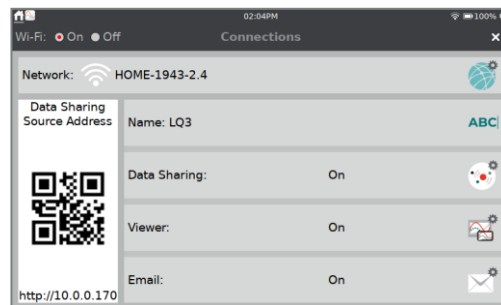 02:04PM
100%
Wi-Fi: On Off
Connections
×
Network: HOME-1943-2.4
Data Sharing
Source Address
Name: LQ3
ABC
Data Sharing: On
Viewer: On
Email: On
http://10.0.0.170